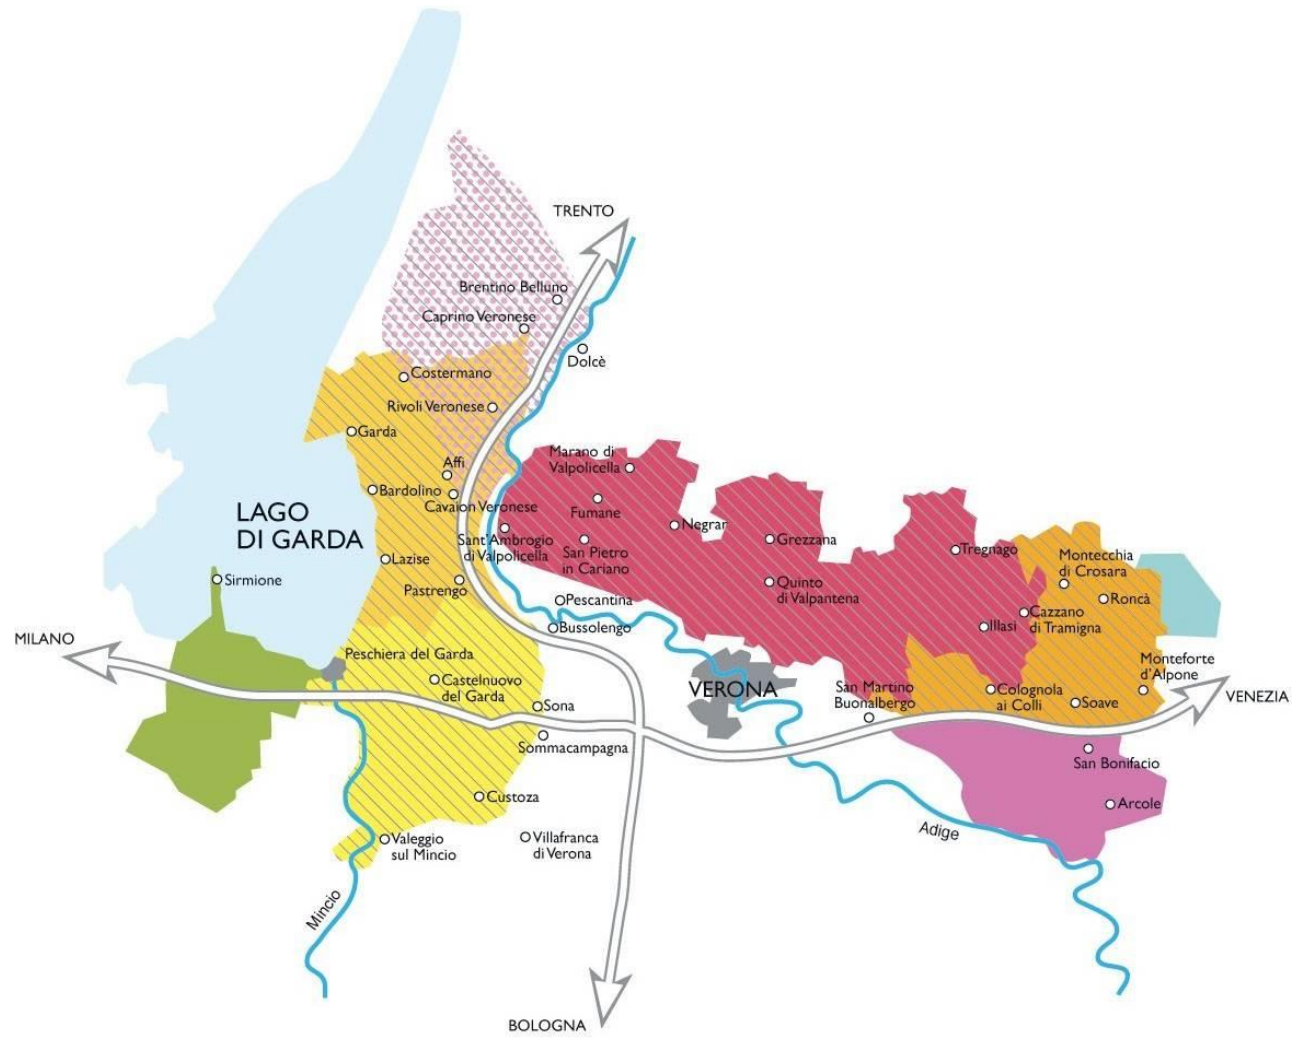 TRENTO
Brentino Belluno
Caprino Veronese
Dolcè
Costermano
Rivoli Veronese
Garda
Marano di
Valpolicella
Affi
Bardolino
Cavaion Veronese
Fumane
LAGO
DI GARDA
Negrar
Sant'Ambrogio
di Valpolicella
San Pietro
in Cariano
Grezzana
Tregnago
Montecchia
di Crosara
Lazise
Sirmione
Pastrengo
Quinto
di Valpantena
Roncà
Pescantina
Cazzano
di Tramigna
Illasi
Bussolengo
MILANO
Peschiera del Garda
Monteforte
d'Alpone
Castelnuovo
del Garda
VERONA
San Martino
Buonalbergo
Colognola
ai Colli
Soave
VENEZIA
Sona
Sommacampagna
San Bonifacio
Custoza
Arcole
Adige
Valeggio
sul Mincio
Villafranca
di Verona
Mincio
BOLOGNA